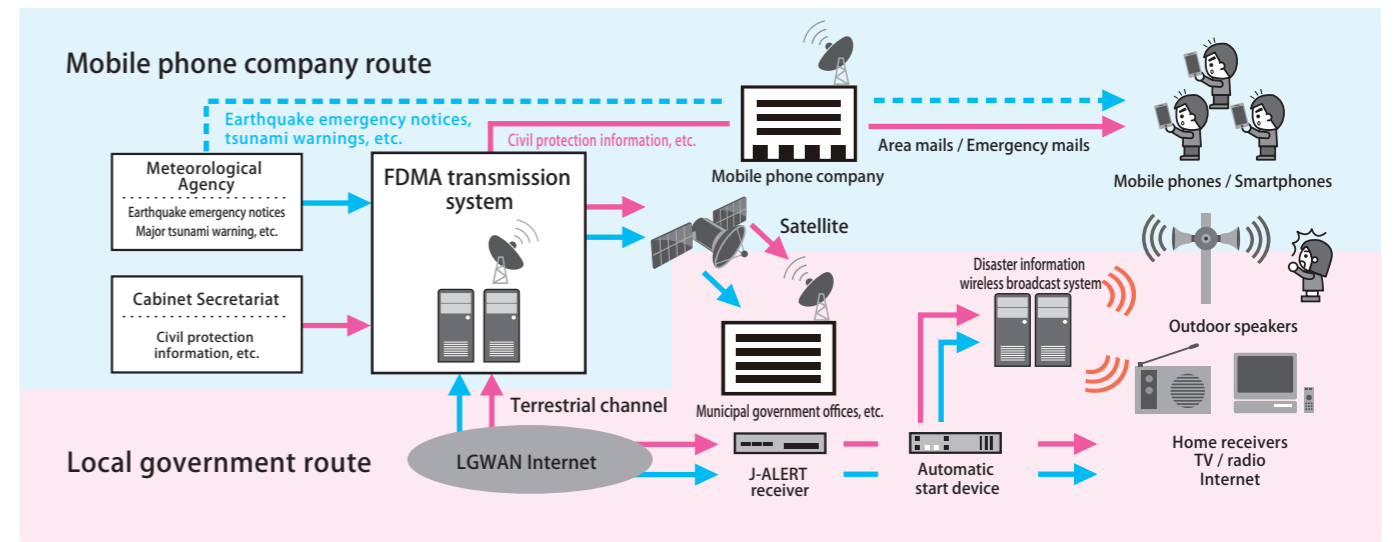 Mobile phone company route
Earthquake emergency notices,
tsunami warnings, etc.
Civil protection information, etc.
Mobile phone company
Area mails / Emergency mails
Mobile phones / Smartphones
Meteorological
Agency
Earthquake emergency notices
Major tsunami warning, etc.
FDMA transmission
system
Cabinet Secretariat
Civil protection
information, etc.
Satellite
Disaster information
wireless broadcast system
Outdoor speakers
Municipal government offices, etc.
Terrestrial channel
Local government route
LGWAN Internet
J-ALERT
receiver
Automatic
start device
Home receivers
TV / radio
Internet